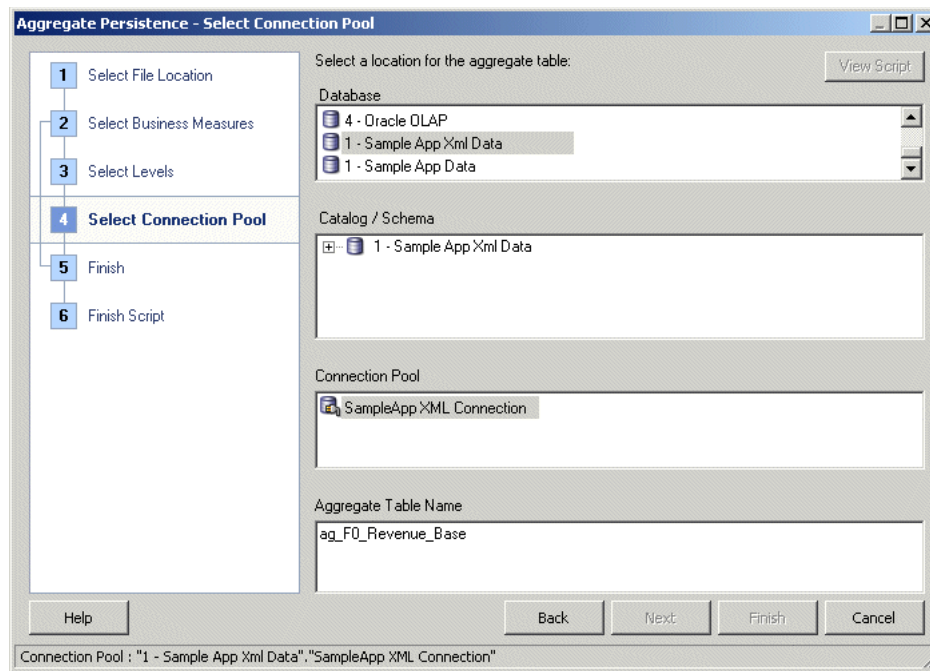 Aggregate Persistence - Select Connection Pool
1 Select File Location
2 Select Business Measures
3 Select Levels
4 Select Connection Pool
5 Finish
6 Finish Script
Select a location for the aggregate table:
View Script
Database
4 - Oracle OLAP
1 - Sample App Xml Data
1 - Sample App Data
Catalog / Schema
1 - Sample App Xml Data
Connection Pool
SampleApp XML Connection
Aggregate Table Name
ag_F0_Revenue_Base
Help Back Next Finish Cancel
Connection Pool : "1 - Sample App Xml Data"."SampleApp XML Connection"